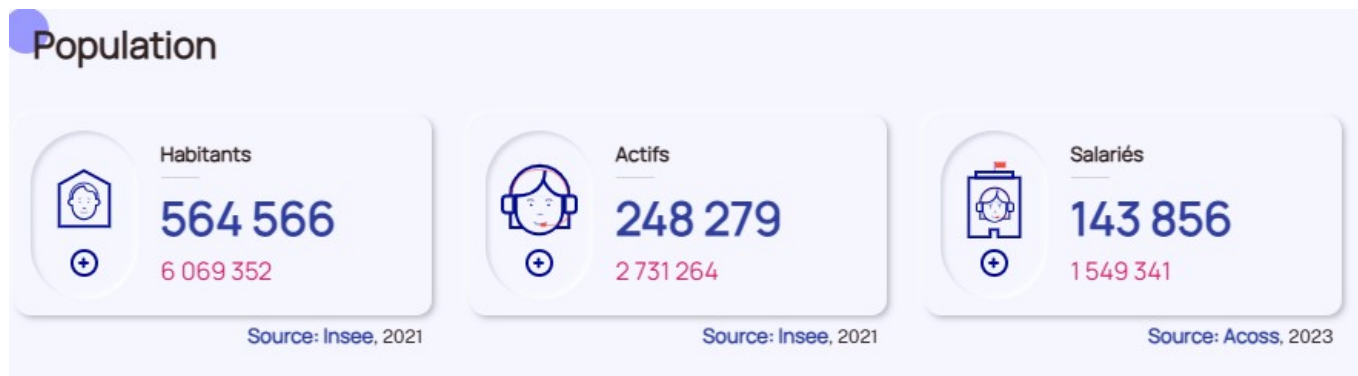 Population
Habitants
564 566
6 069 352
Source: Insee, 2021
Actifs
248 279
2 731 264
Source: Insee, 2021
Salariés
143 856
1 549 341
Source: Acoss, 2023